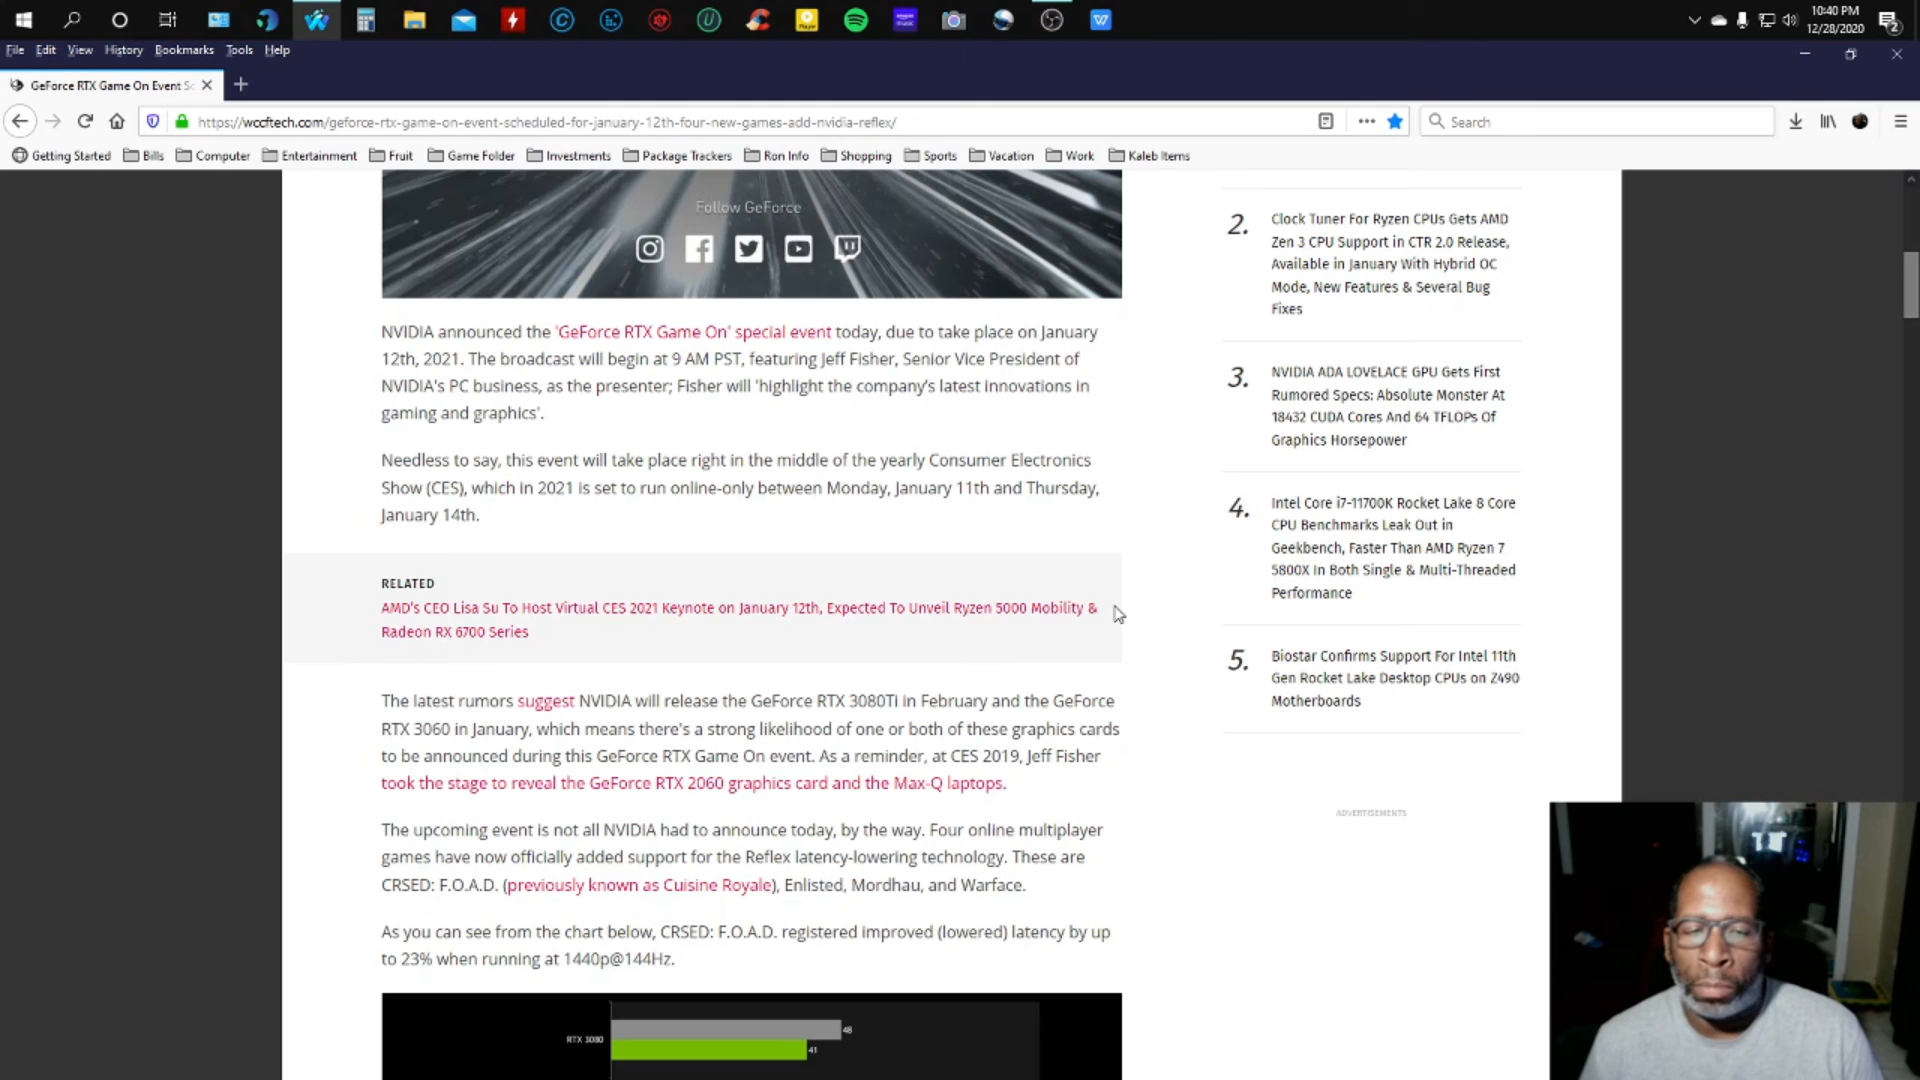 10:40 PM
12/28/2020
2
File Edit View History Bookmarks Tools Help
GeForce RTX Game On Event Sc
https://wccftech.com/geforce-rtx-game-on-event-scheduled-for-january-12th-four-new-games-add-nvidia-reflex/
Search
Getting Started Bills Computer Entertainment Fruit Game Folder Investments Package Trackers Ron Info Shopping Sports Vacation Work Kaleb Items
Follow GeForce
NVIDIA announced the 'GeForce RTX Game On' special event today, due to take place on January
12th, 2021. The broadcast will begin at 9 AM PST, featuring Jeff Fisher, Senior Vice President of
NVIDIA's PC business, as the presenter; Fisher will 'highlight the company's latest innovations in
gaming and graphics'.
Needless to say, this event will take place right in the middle of the yearly Consumer Electronics
Show (CES), which in 2021 is set to run online-only between Monday, January 11th and Thursday,
January 14th.
RELATED
AMD's CEO Lisa Su To Host Virtual CES 2021 Keynote on January 12th, Expected To Unveil Ryzen 5000 Mobility &
Radeon RX 6700 Series
The latest rumors suggest NVIDIA will release the GeForce RTX 3080Ti in February and the GeForce
RTX 3060 in January, which means there's a strong likelihood of one or both of these graphics cards
to be announced during this GeForce RTX Game On event. As a reminder, at CES 2019, Jeff Fisher
took the stage to reveal the GeForce RTX 2060 graphics card and the Max-Q laptops.
The upcoming event is not all NVIDIA had to announce today, by the way. Four online multiplayer
games have now officially added support for the Reflex latency-lowering technology. These are
CRSED: F.O.A.D. (previously known as Cuisine Royale), Enlisted, Mordhau, and Warface.
As you can see from the chart below, CRSED: F.O.A.D. registered improved (lowered) latency by up
to 23% when running at 1440p@144Hz.
RTX 3080
48
41
2.
Clock Tuner For Ryzen CPUs Gets AMD
Zen 3 CPU Support in CTR 2.0 Release,
Available in January With Hybrid OC
Mode, New Features & Several Bug
Fixes
3.
NVIDIA ADA LOVELACE GPU Gets First
Rumored Specs: Absolute Monster At
18432 CUDA Cores And 64 TFLOPs Of
Graphics Horsepower
4.
Intel Core i7-11700K Rocket Lake 8 Core
CPU Benchmarks Leak Out in
Geekbench, Faster Than AMD Ryzen 7
5800X In Both Single & Multi-Threaded
Performance
5.
Biostar Confirms Support For Intel 11th
Gen Rocket Lake Desktop CPUs on Z490
Motherboards
ADVERTISEMENTS